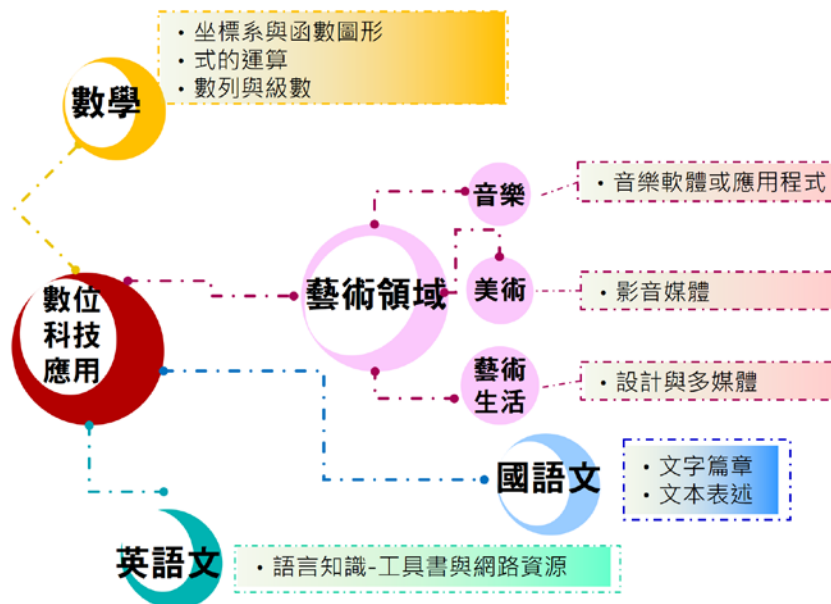 數學
• 坐標系與函數圖形
• 式的運算
• 數列與級數
音樂
• 音樂軟體或應用程式
藝術領域
美術
• 影音媒體
數位
科技
應用
藝術
生活
• 設計與多媒體
國語文
• 文字篇章
• 文本表述
英語文
• 語言知識-工具書與網路資源